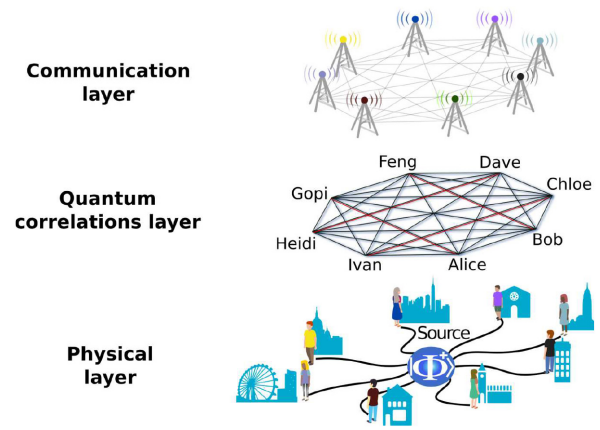 Communication
layer
Quantum
correlations layer
Feng
Dave
Gopi
Chloe
Heidi
Bob
Ivan
Alice
Physical
layer
Source
Φ+